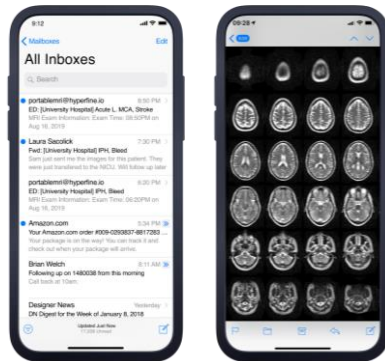 9:12
Mailboxes
Edit
All Inboxes
Search
portablemri@hyperfine.io
8:50 PM
ED: [University Hospital] Acute L. MCA, Stroke
MRI Exam Information: Exam Time: 08:50PM on
Aug 16, 2019
Laura Sacolick
7:30 PM
Fwd: [University Hospital] IPH, Bleed
Sam just sent me the images for this patient. They
were just transfered to the NICU. Will follow up later
portablemri@hyperfine.io
6:20 PM
ED: [University Hospital] IPH, Bleed
MRI Exam Information: Exam Time: 06:20PM on
Aug 16, 2019
Amazon.com
5:34 PM
Your Amazon.com order #009-0293837-8817283 ...
Your package is on the way! You can track it and
check out when your package will arrive.
Brian Welch
8:11 AM
Following up on 1480038 from this morning
Call back at 10am.
Designer News
Yesterday
DN Digest for the Week of January 8, 2018
Updated Just Now
09:28